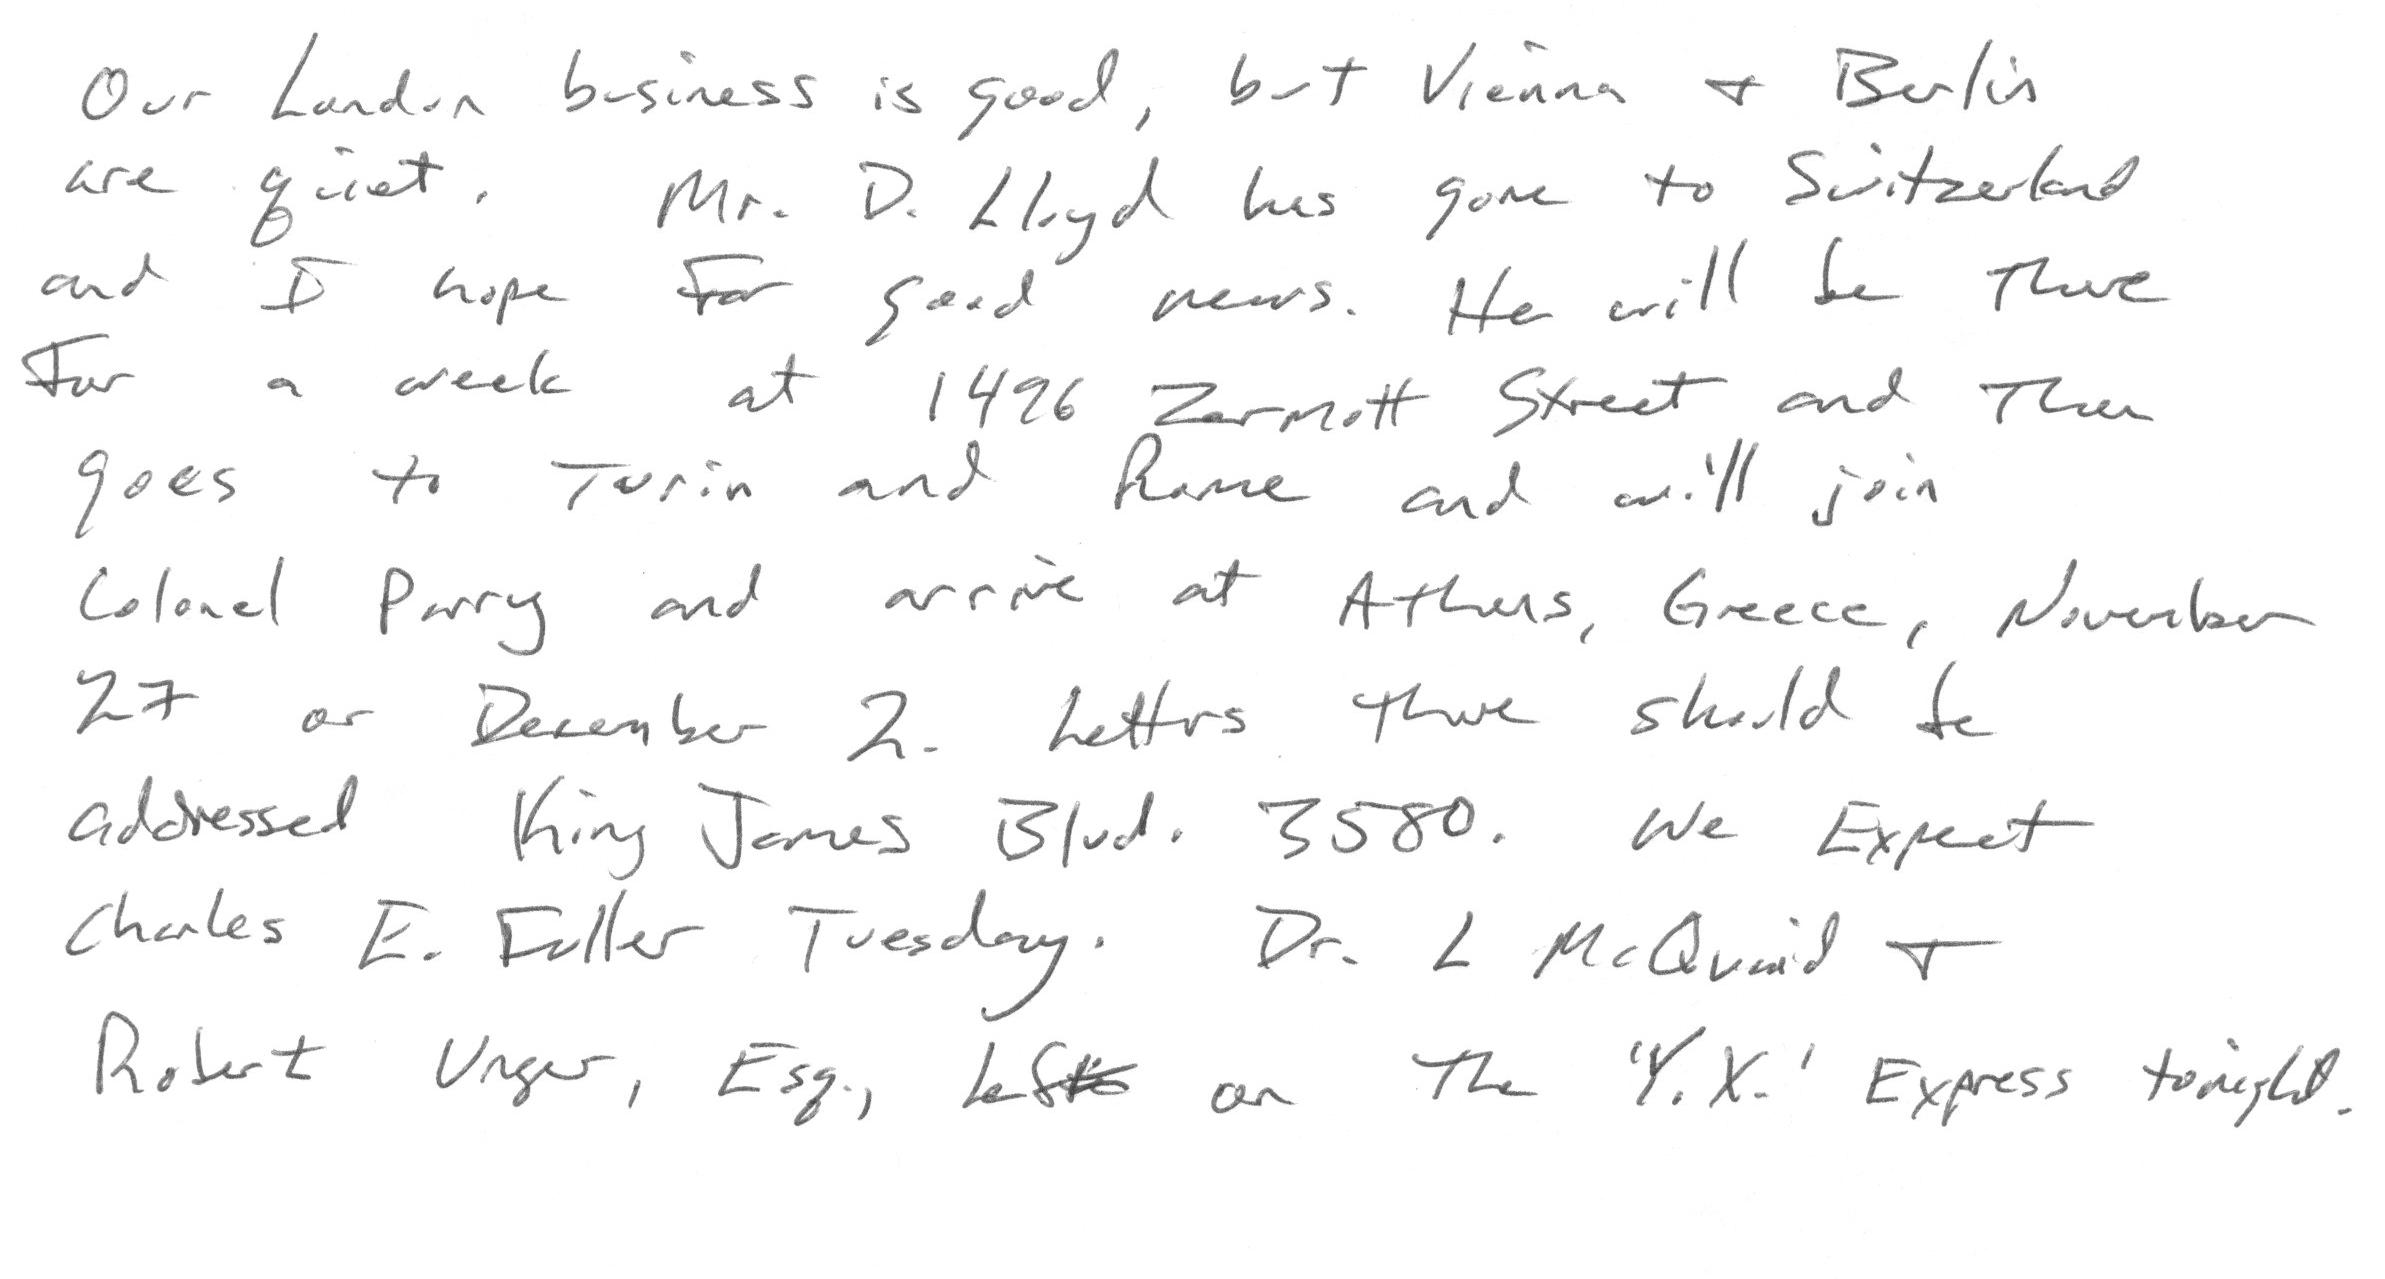 Our London business is good, but Vienna + Berlin
are quiet. Mr. D. Lloyd has gone to Switzerland
and I hope for good news. He will be there
for a week at 1496 Zermott Street and then
goes to Turin and Rome and will join
Colonel Parry and arrive at Athens, Greece, November
27 or December 2. Letters there should be
addressed King James Blvd. 3580. We Expect
Charles E. Fuller Tuesday. Dr. L McQuaid +
Robert Unger, Esq., left on the 'Y.X.' Express tonight.